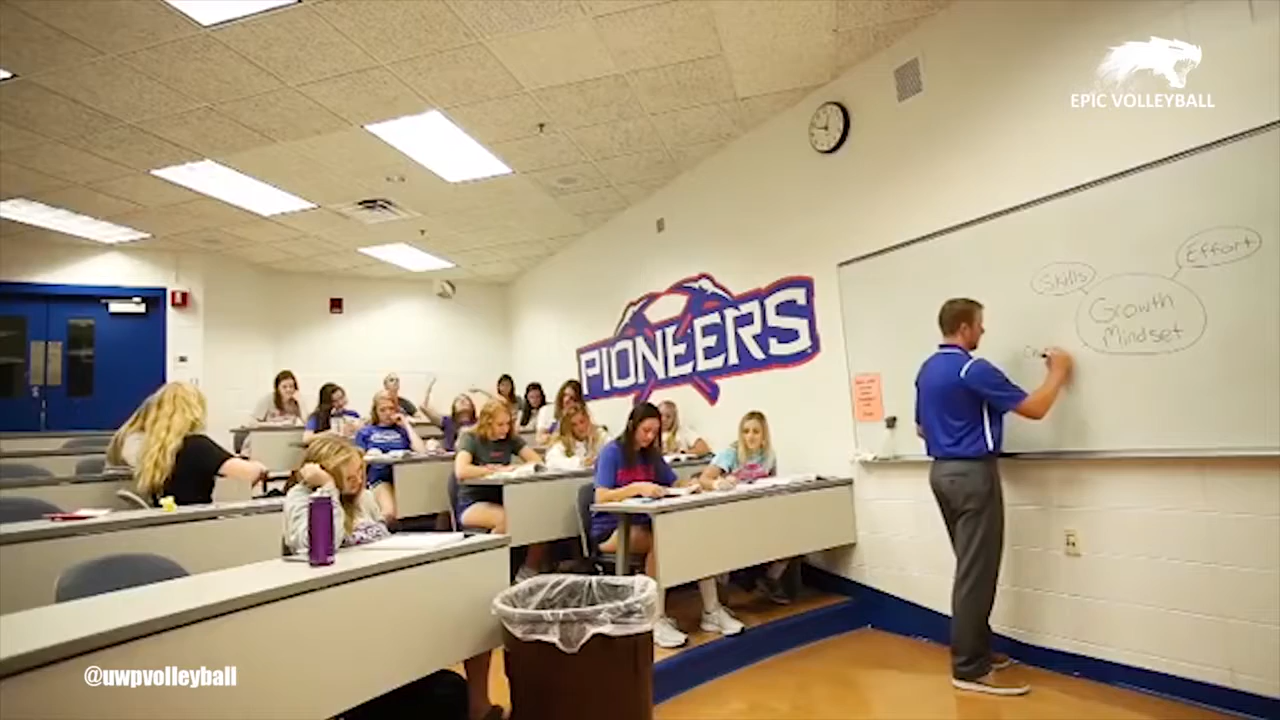 EPIC VOLLEYBALL
Effort
Skills
Growth
Mindset
PIONEERS
@uwpvolleyball